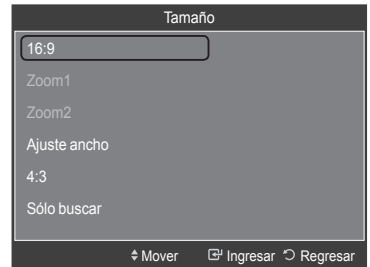 Tamaño
16:9
Zoom1
Zoom2
Ajuste ancho
4:3
Sólo buscar
Mover Ingresar Regresar